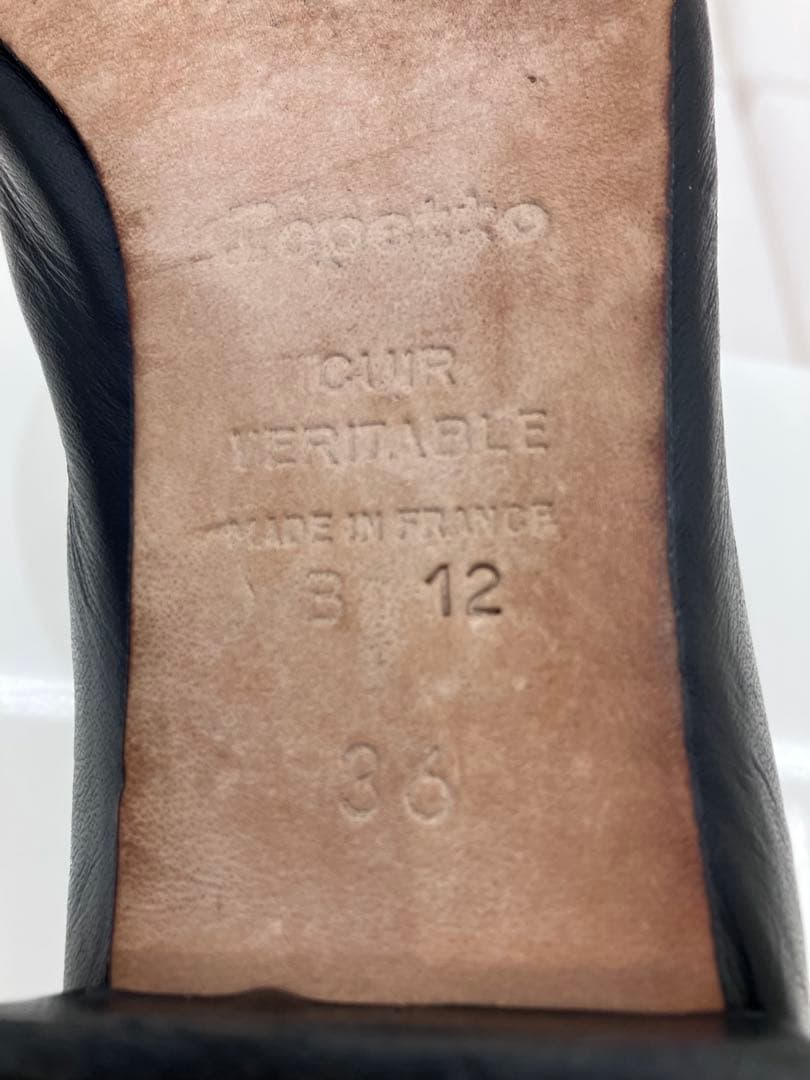 Repetto
CUIR
VERITABLE
MADE IN FRANCE
B 12
36